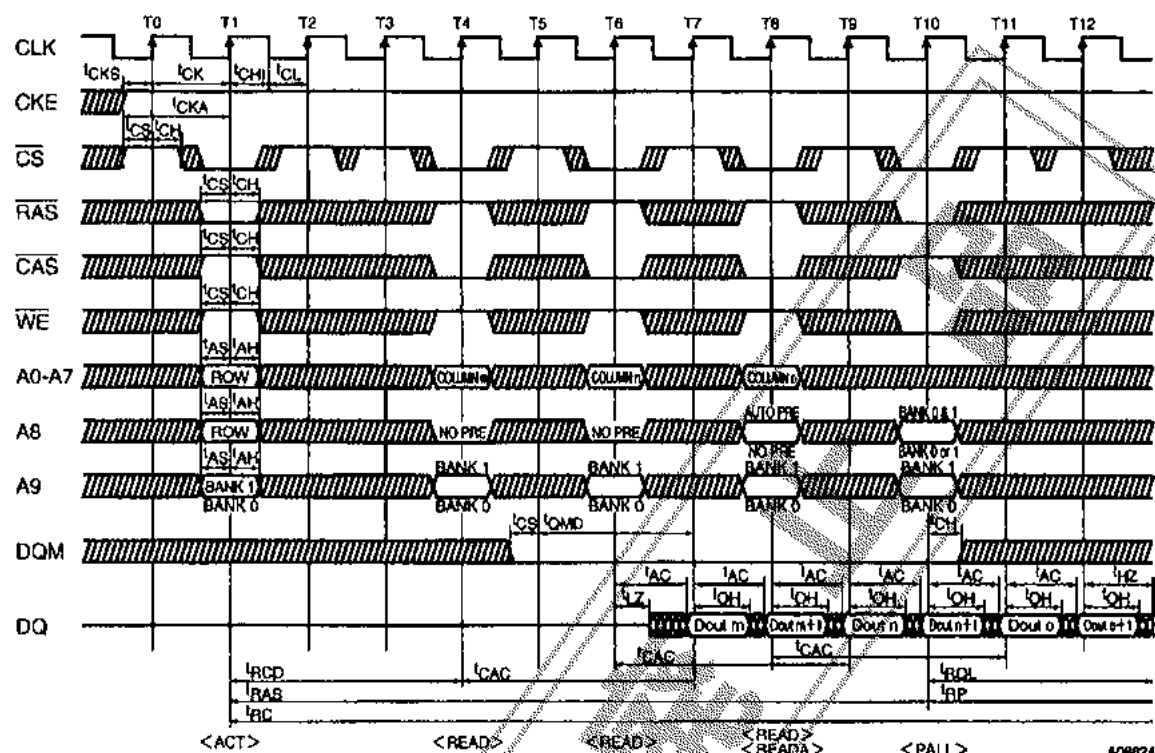 T0 T1 T2 T3 T4 T5 T6 T7 T8 T9 T10 T11 T12
CLK
tCKS tCK tCHI tCL
CKE
tCKA
tCS tCH
CS
tCS tCH
RAS
tCS tCH
CAS
tCS tCH
WE
tAS tAH
A0-A7 ROW COLUMN m COLUMN n COLUMN o
tAS tAH AUTO PRE BANK 0 & 1
A8 ROW NO PRE NO PRE NO PRE BANK 0 or 1
tAS tAH BANK 1 BANK 1 BANK 1 BANK 1
A9 BANK 1
BANK 0 BANK 0 BANK 0 BANK 0 BANK 0
tCS tQMD tCH
DQM
tAC tAC tAC tAC tAC tAC tHZ
tLZ tOH tOH tOH tOH tOH tOH
DQ Dout m Dout m+1 Dout n Dout n+1 Dout o Dout o+1
tCAC tCAC
tRCD tCAC tROL
tRAS tRP
tRC
<ACT> <READ> <READ> <READ> <PALL>
<READA>